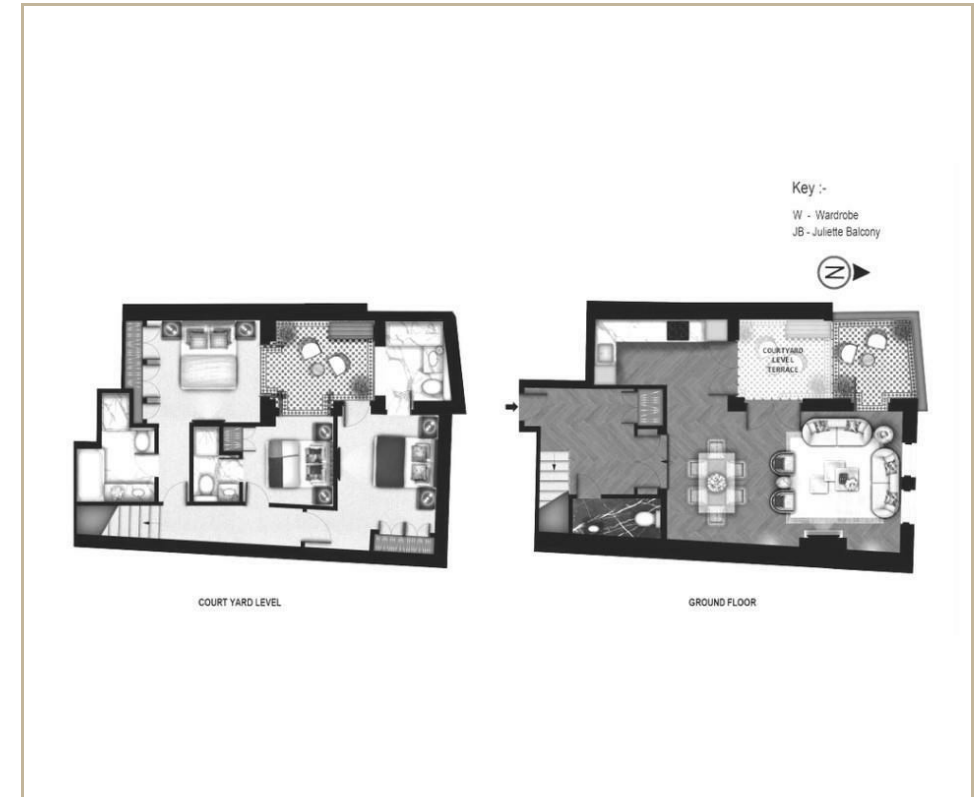 Key :-
W - Wardrobe
JB - Juliette Balcony
N
COURTYARD
LEVEL
TERRACE
COURT YARD LEVEL
GROUND FLOOR